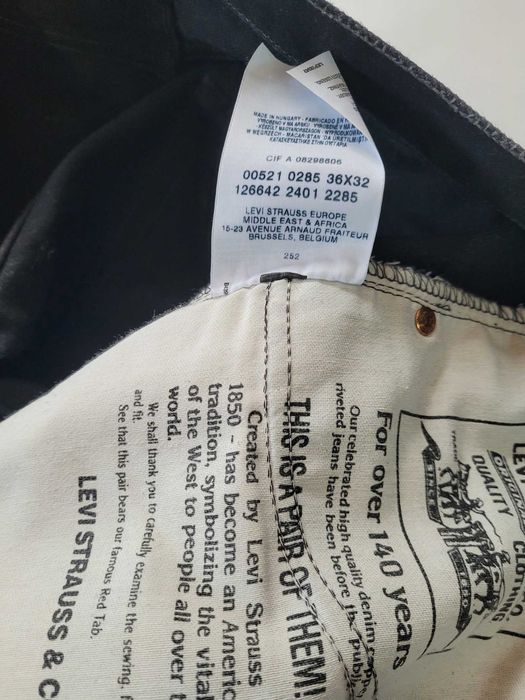 MADE IN HUNGARY - FABRICADO EN
CIF A 08298606
00521 0285 36X32
126642 2401 2285
LEVI STRAUSS EUROPE
MIDDLE EAST & AFRICA
15-23 AVENUE ARNAUD FRAITEUR
BRUSSELS, BELGIUM
252
QUALITY
CLOTHING
For over 140 years
Our celebrated high quality denim
riveted jeans have been before the public
THIS IS A PAIR OF THEM!
Created by Levi Strauss
1850 - has become an Americ
tradition, symbolizing the vita
of the West to people all over t
world.
We shall thank you to carefully examine the sewing, f
and fit.
See that this pair bears our famous Red Tab.
LEVI STRAUSS & C